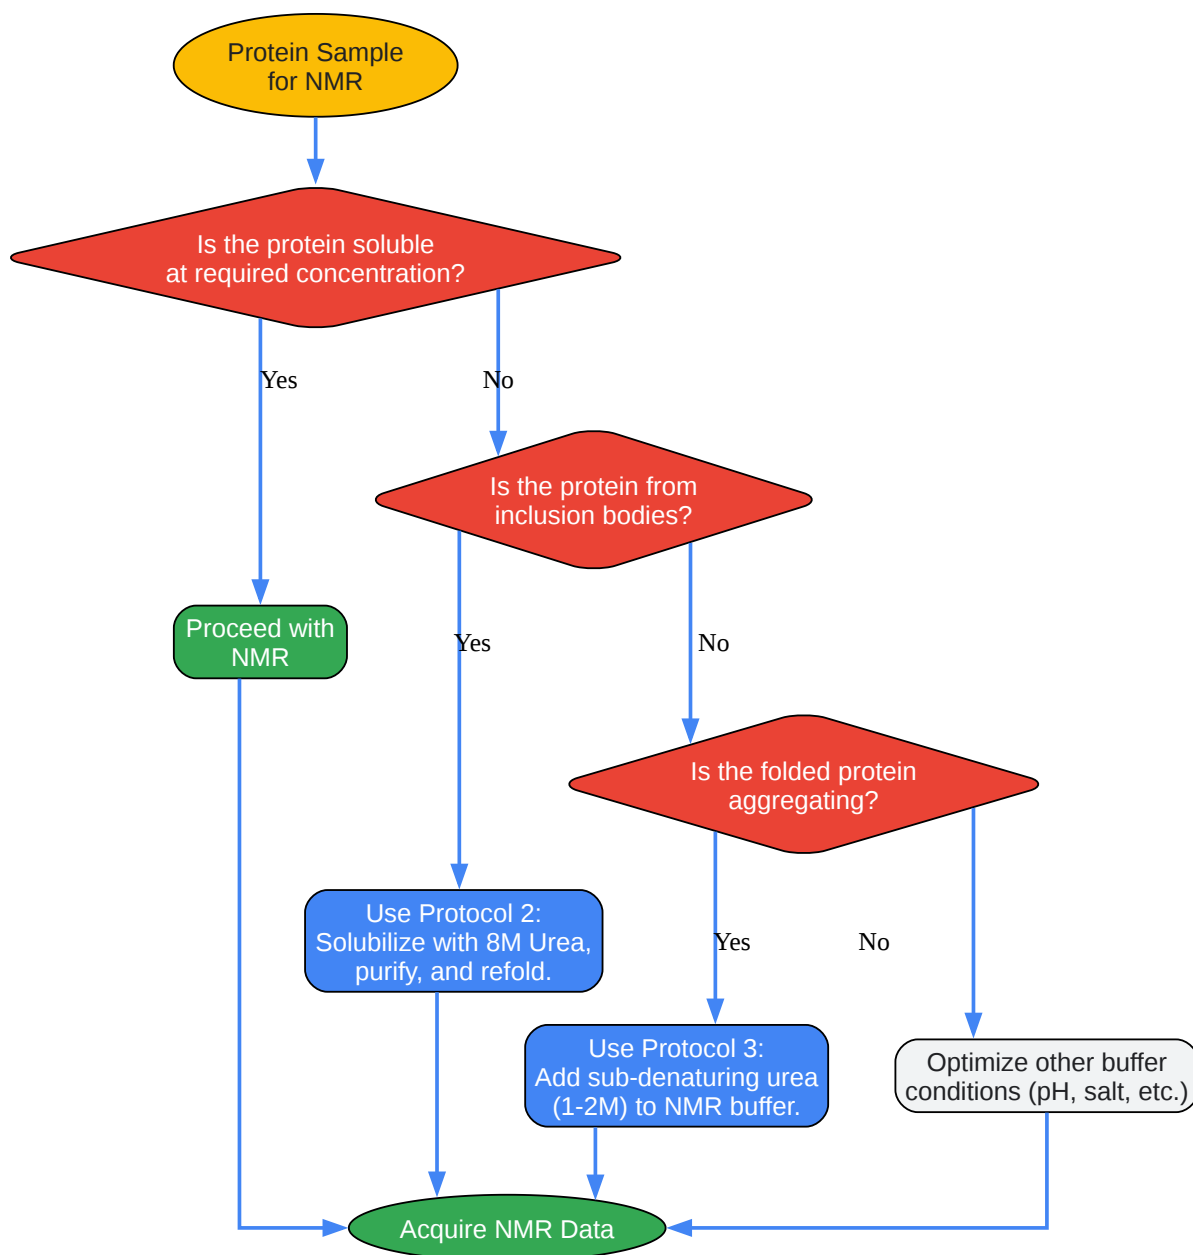 Protein Sample
for NMR
Is the protein soluble
at required concentration?
Yes
No
Is the protein from
inclusion bodies?
Proceed with
NMR
Yes
No
Is the folded protein
aggregating?
Use Protocol 2:
Solubilize with 8M Urea,
purify, and refold.
Yes
No
Use Protocol 3:
Add sub-denaturing urea
(1-2M) to NMR buffer.
Optimize other buffer
conditions (pH, salt, etc.)
Acquire NMR Data